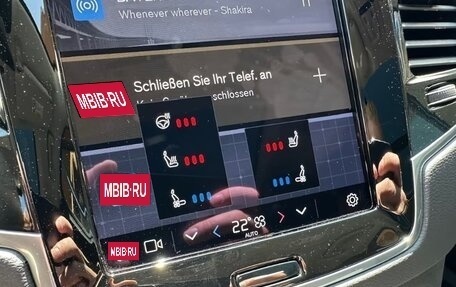 Whenever wherever - Shakira
Schließen Sie Ihr Telef. an
MBIB·RU
MBIB·RU
22°
AUTO
MBIB·RU